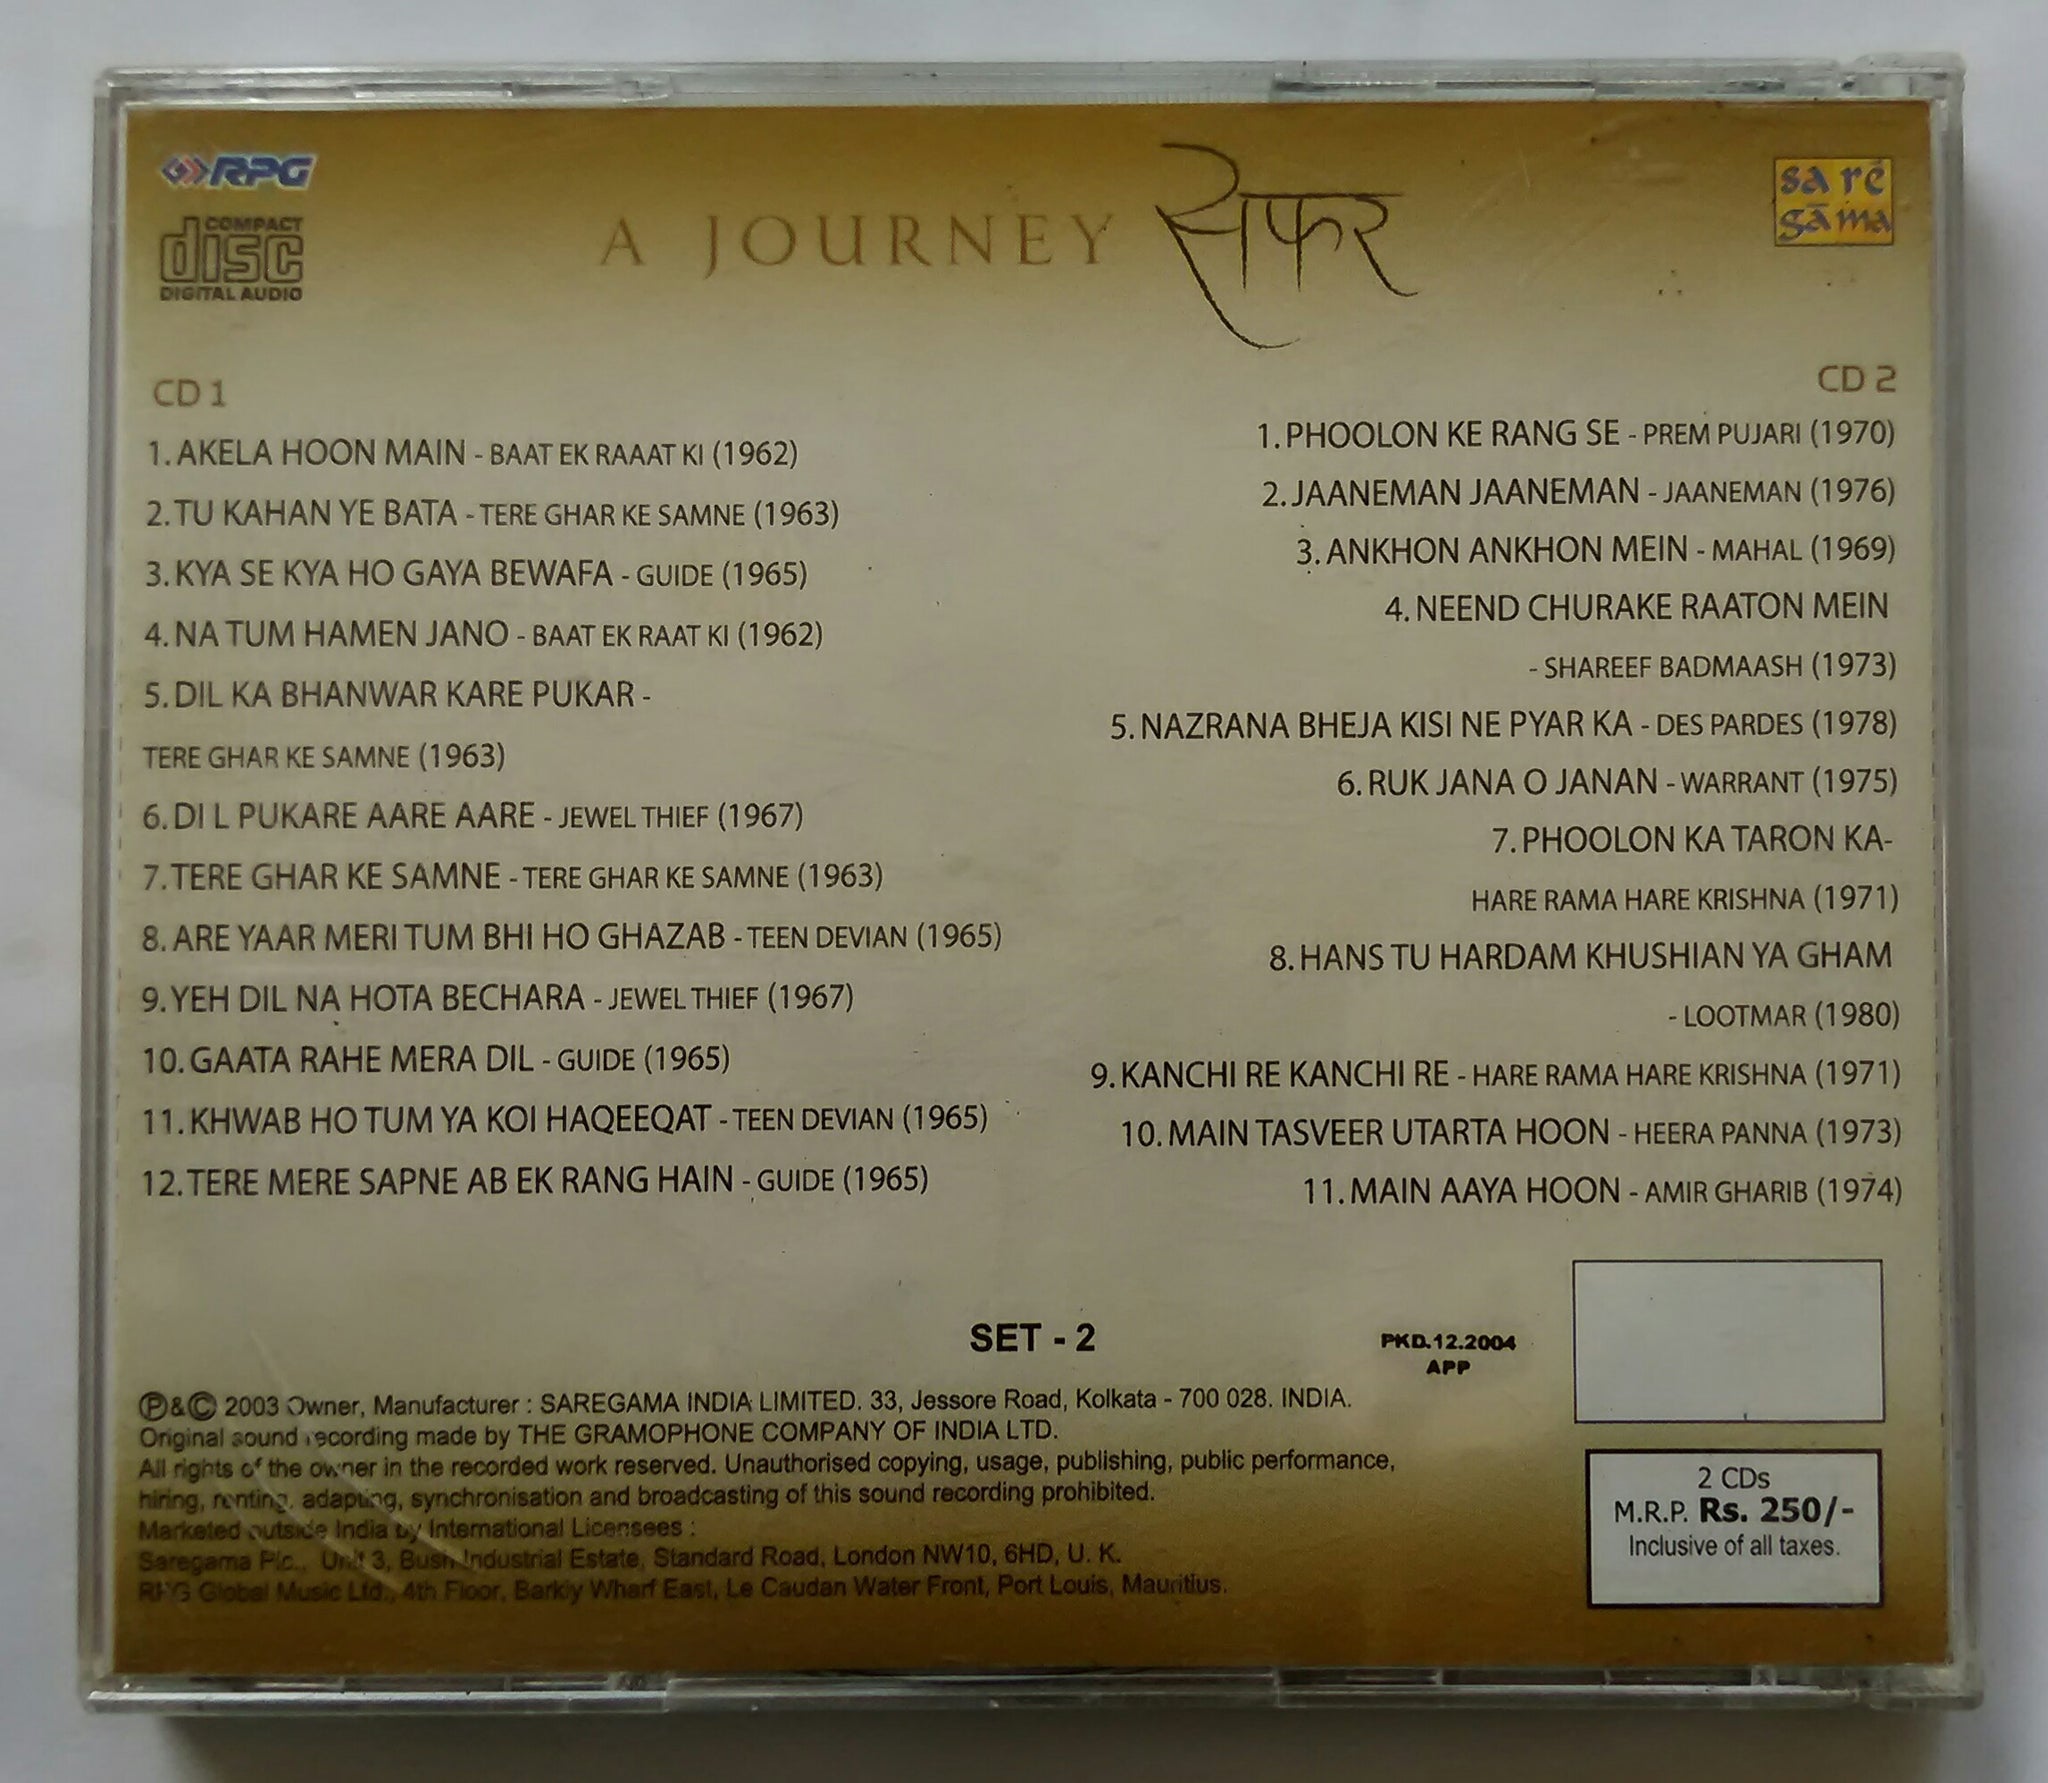 RPG
COMPACT
disc
DIGITAL AUDIO
A JOURNEY सफर
sa rē
gāma
CD 1
1. AKELA HOON MAIN - BAAT EK RAAAT KI (1962)
2. TU KAHAN YE BATA - TERE GHAR KE SAMNE (1963)
3. KYA SE KYA HO GAYA BEWAFA - GUIDE (1965)
4. NA TUM HAMEN JANO - BAAT EK RAAT KI (1962)
5. DIL KA BHANWAR KARE PUKAR -
TERE GHAR KE SAMNE (1963)
6. DI L PUKARE AARE AARE - JEWEL THIEF (1967)
7. TERE GHAR KE SAMNE - TERE GHAR KE SAMNE (1963)
8. ARE YAAR MERI TUM BHI HO GHAZAB - TEEN DEVIAN (1965)
9. YEH DIL NA HOTA BECHARA - JEWEL THIEF (1967)
10. GAATA RAHE MERA DIL - GUIDE (1965)
11. KHWAB HO TUM YA KOI HAQEEQAT - TEEN DEVIAN (1965)
12. TERE MERE SAPNE AB EK RANG HAIN - GUIDE (1965)
CD 2
1. PHOOLON KE RANG SE - PREM PUJARI (1970)
2. JAANEMAN JAANEMAN - JAANEMAN (1976)
3. ANKHON ANKHON MEIN - MAHAL (1969)
4. NEEND CHURAKE RAATON MEIN
- SHAREEF BADMAASH (1973)
5. NAZRANA BHEJA KISI NE PYAR KA - DES PARDES (1978)
6. RUK JANA O JANAN - WARRANT (1975)
7. PHOOLON KA TARON KA-
HARE RAMA HARE KRISHNA (1971)
8. HANS TU HARDAM KHUSHIAN YA GHAM
- LOOTMAR (1980)
9. KANCHI RE KANCHI RE - HARE RAMA HARE KRISHNA (1971)
10. MAIN TASVEER UTARTA HOON - HEERA PANNA (1973)
11. MAIN AAYA HOON - AMIR GHARIB (1974)
SET - 2
PKD.12.2004
APP
℗&© 2003 Owner, Manufacturer : SAREGAMA INDIA LIMITED. 33, Jessore Road, Kolkata - 700 028. INDIA.
Original sound recording made by THE GRAMOPHONE COMPANY OF INDIA LTD.
All rights of the owner in the recorded work reserved. Unauthorised copying, usage, publishing, public performance,
hiring, renting, adapting, synchronisation and broadcasting of this sound recording prohibited.
Marketed outside India by International Licensees :
Saregama Plc., Unit 3, Bush Industrial Estate, Standard Road, London NW10, 6HD, U. K.
RPG Global Music Ltd., 4th Floor, Barkly Wharf East, Le Caudan Water Front, Port Louis, Mauritius.
2 CDs
M.R.P. Rs. 250/-
Inclusive of all taxes.